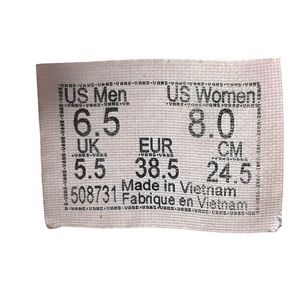 US Men US Women
6.5 8.0
UK EUR CM
5.5 38.5 24.5
508731 Made in Vietnam
Fabrique en Vietnam